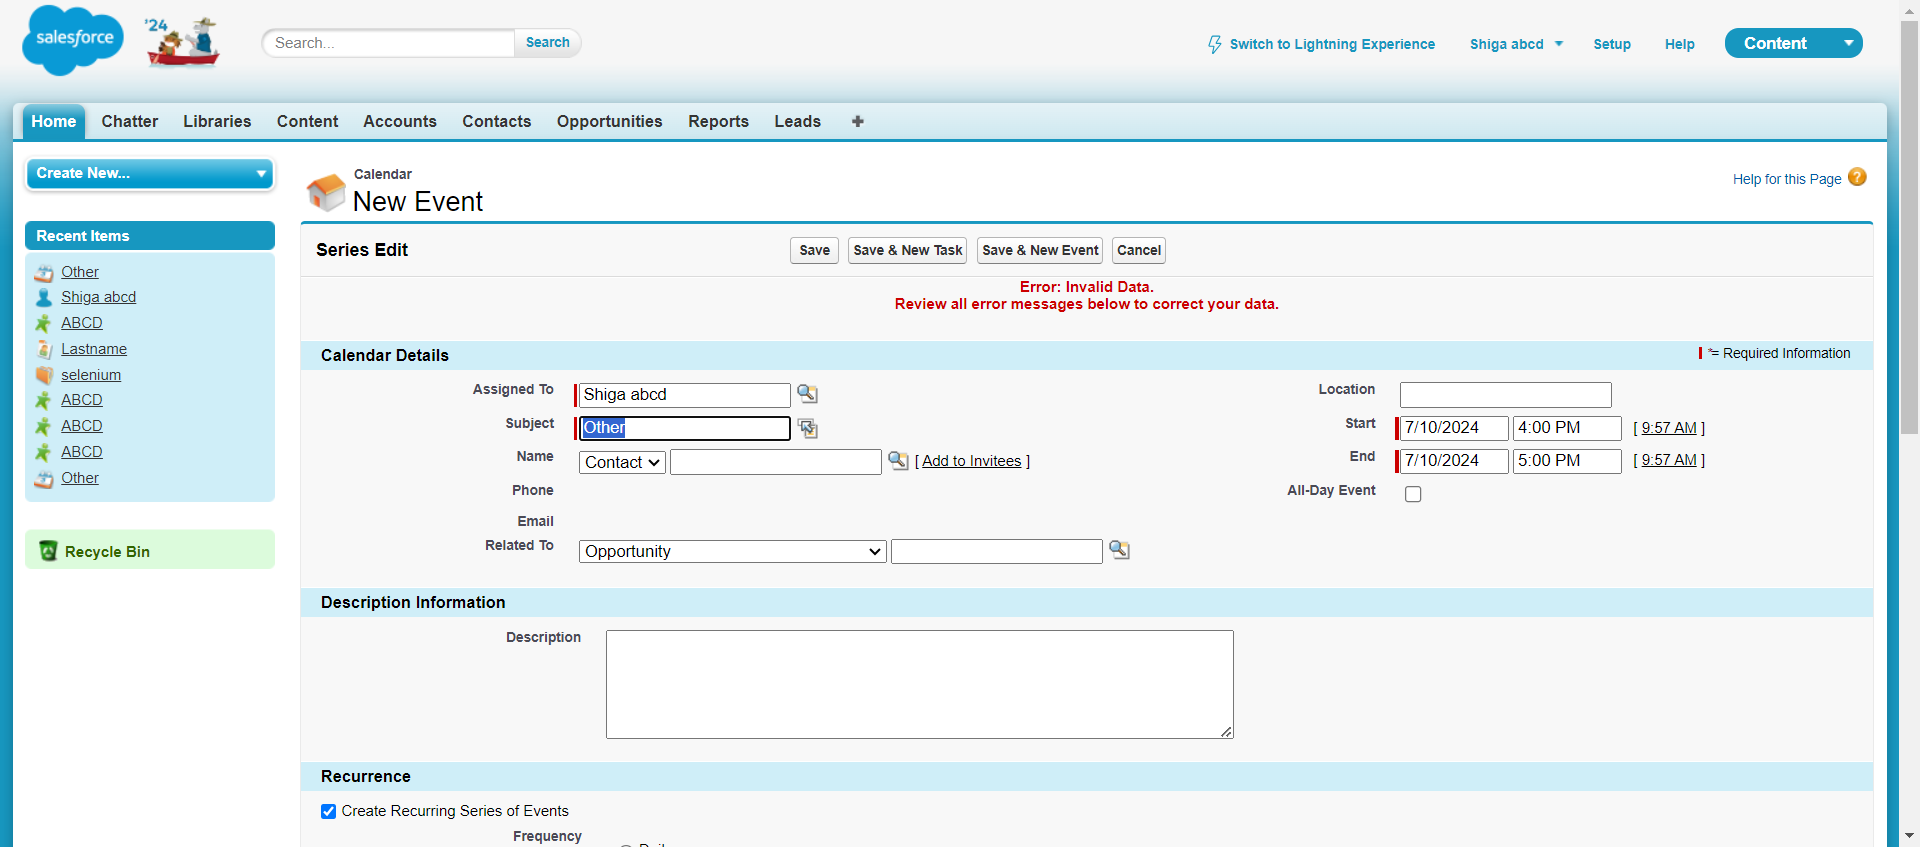 salesforce
'24
Search...
Search
Switch to Lightning Experience
Shiga abcd
Setup
Help
Content
Home
Chatter
Libraries
Content
Accounts
Contacts
Opportunities
Reports
Leads
+
Create New...
Recent Items
Other
Shiga abcd
ABCD
Lastname
selenium
ABCD
ABCD
ABCD
Other
Recycle Bin
Calendar
New Event
Help for this Page ?
Series Edit
Save
Save & New Task
Save & New Event
Cancel
Error: Invalid Data.
Review all error messages below to correct your data.
Calendar Details
*= Required Information
Assigned To Shiga abcd
Subject Other
Name Contact [ Add to Invitees ]
Phone
Email
Related To Opportunity
Location
Start 7/10/2024 4:00 PM [ 9:57 AM ]
End 7/10/2024 5:00 PM [ 9:57 AM ]
All-Day Event
Description Information
Description
Recurrence
Create Recurring Series of Events
Frequency